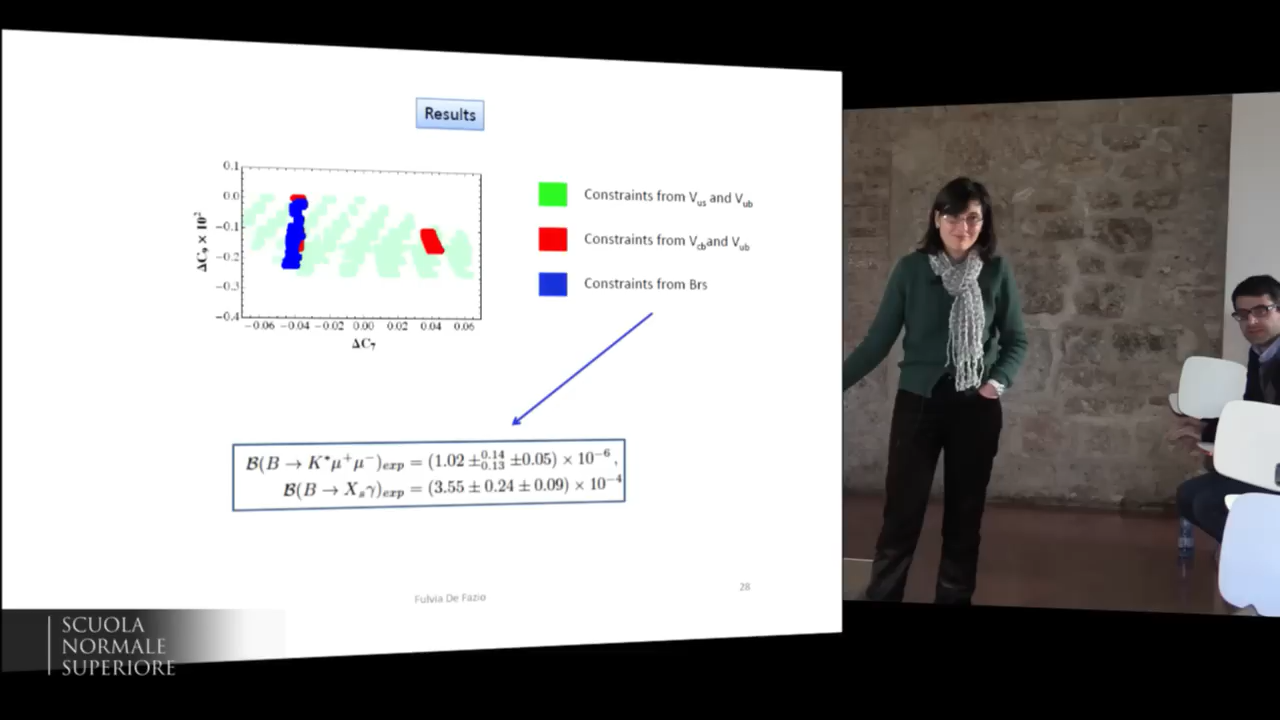 Results
0.1
0.0
−0.1
−0.2
−0.3
−0.4
ΔC₉ × 10²
−0.06 −0.04 −0.02 0.00 0.02 0.04 0.06
ΔC₇
Constraints from Vus and Vub
Constraints from Vcb and Vub
Constraints from Brs
B(B → K*μ⁺μ⁻)exp = (1.02 ±0.14 0.13 ±0.05) × 10⁻⁶,
B(B → Xsγ)exp = (3.55 ± 0.24 ± 0.09) × 10⁻⁴
Fulvia De Fazio
28
SCUOLA
NORMALE
SUPERIORE